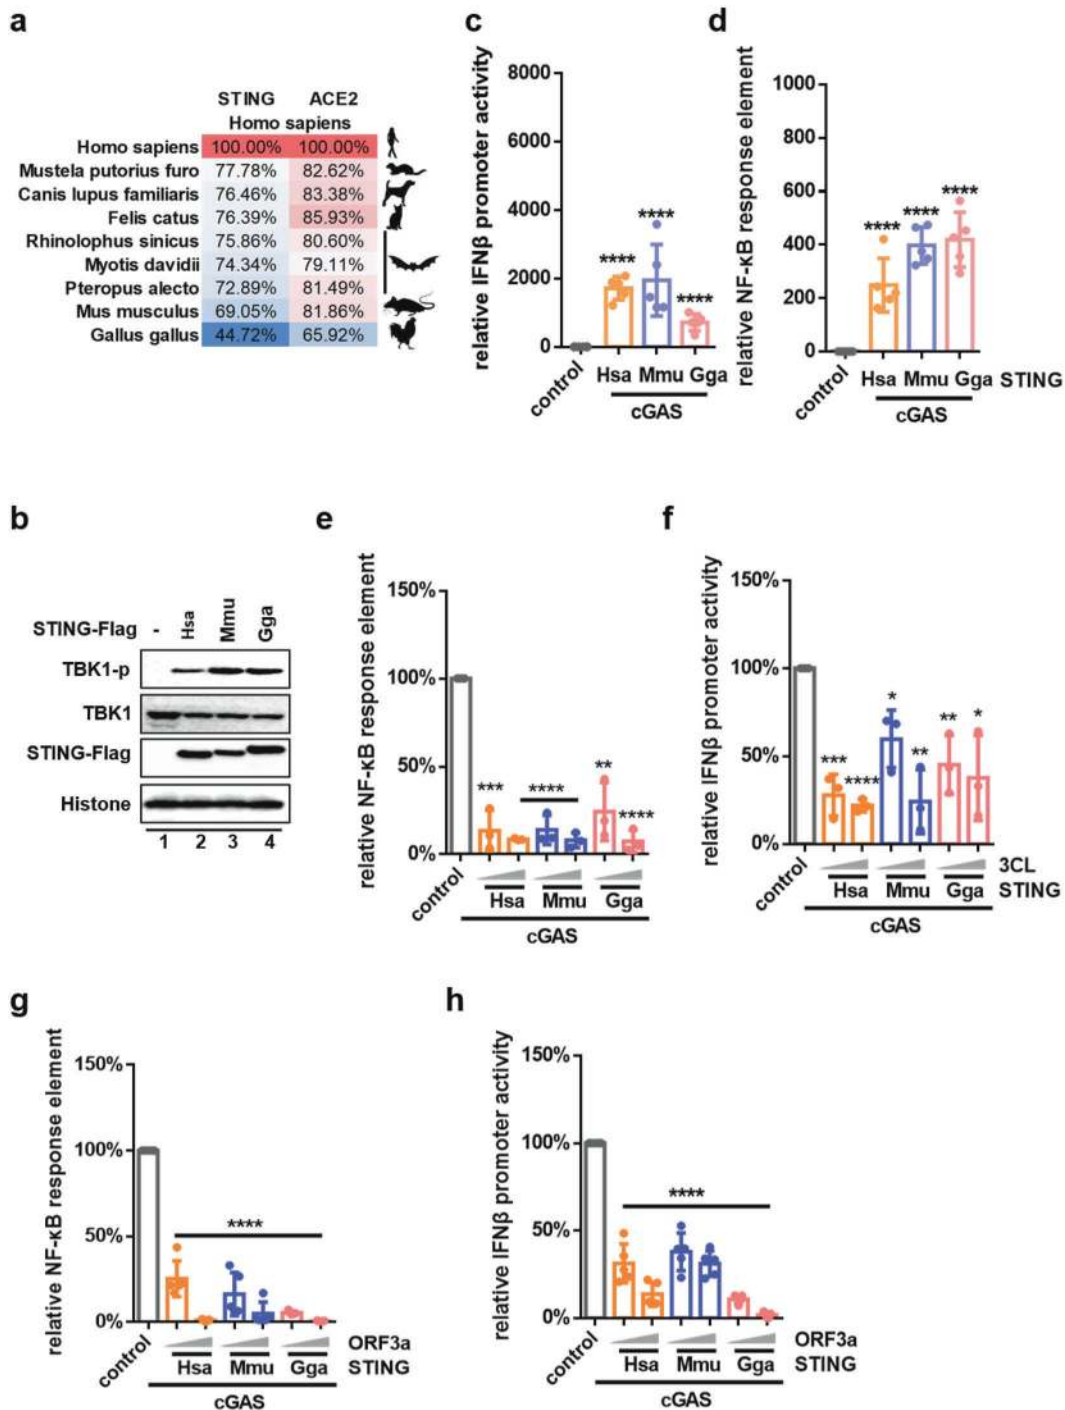 a
STING ACE2
Homo sapiens
Homo sapiens 100.00% 100.00%
Mustela putorius furo 77.78% 82.62%
Canis lupus familiaris 76.46% 83.38%
Felis catus 76.39% 85.93%
Rhinolophus sinicus 75.86% 80.60%
Myotis davidii 74.34% 79.11%
Pteropus alecto 72.89% 81.49%
Mus musculus 69.05% 81.86%
Gallus gallus 44.72% 65.92%
c
relative IFNβ promoter activity
8000
6000
4000
2000
0
****
****
****
control
Hsa Mmu Gga
cGAS
d
relative NF-κB response element
1000
800
600
400
200
0
****
****
****
control
Hsa Mmu Gga STING
cGAS
b
STING-Flag - Hsa Mmu Gga
TBK1-p
TBK1
STING-Flag
Histone
1 2 3 4
e
relative NF-κB response element
150%
100%
50%
0%
***
****
**
****
control
Hsa Mmu Gga
cGAS
f
relative IFNβ promoter activity
150%
100%
50%
0%
***
****
*
**
**
*
3CL
control
Hsa Mmu Gga STING
cGAS
g
relative NF-κB response element
150%
100%
50%
0%
****
ORF3a
control
Hsa Mmu Gga STING
cGAS
h
relative IFNβ promoter activity
150%
100%
50%
0%
****
ORF3a
control
Hsa Mmu Gga STING
cGAS